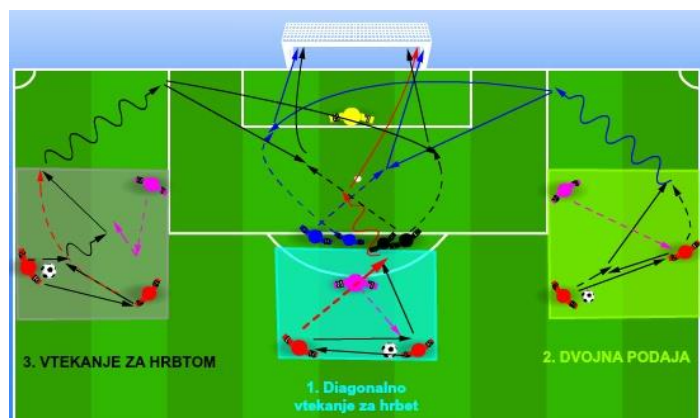 3. VTEKANJE ZA HRBTOM
2. DVOJNA PODAJA
1. Diagonalno
vtekanje za hrbet